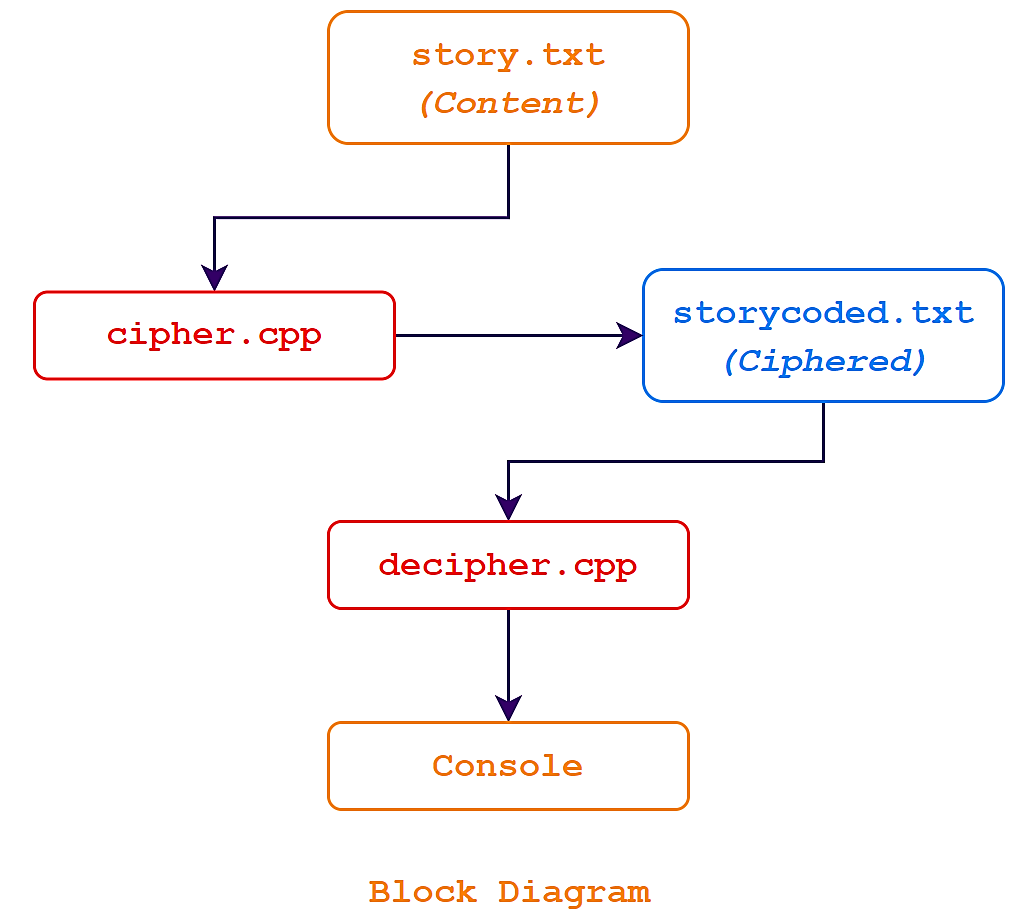 story.txt
(Content)
cipher.cpp
storycoded.txt
(Ciphered)
decipher.cpp
Console
Block Diagram